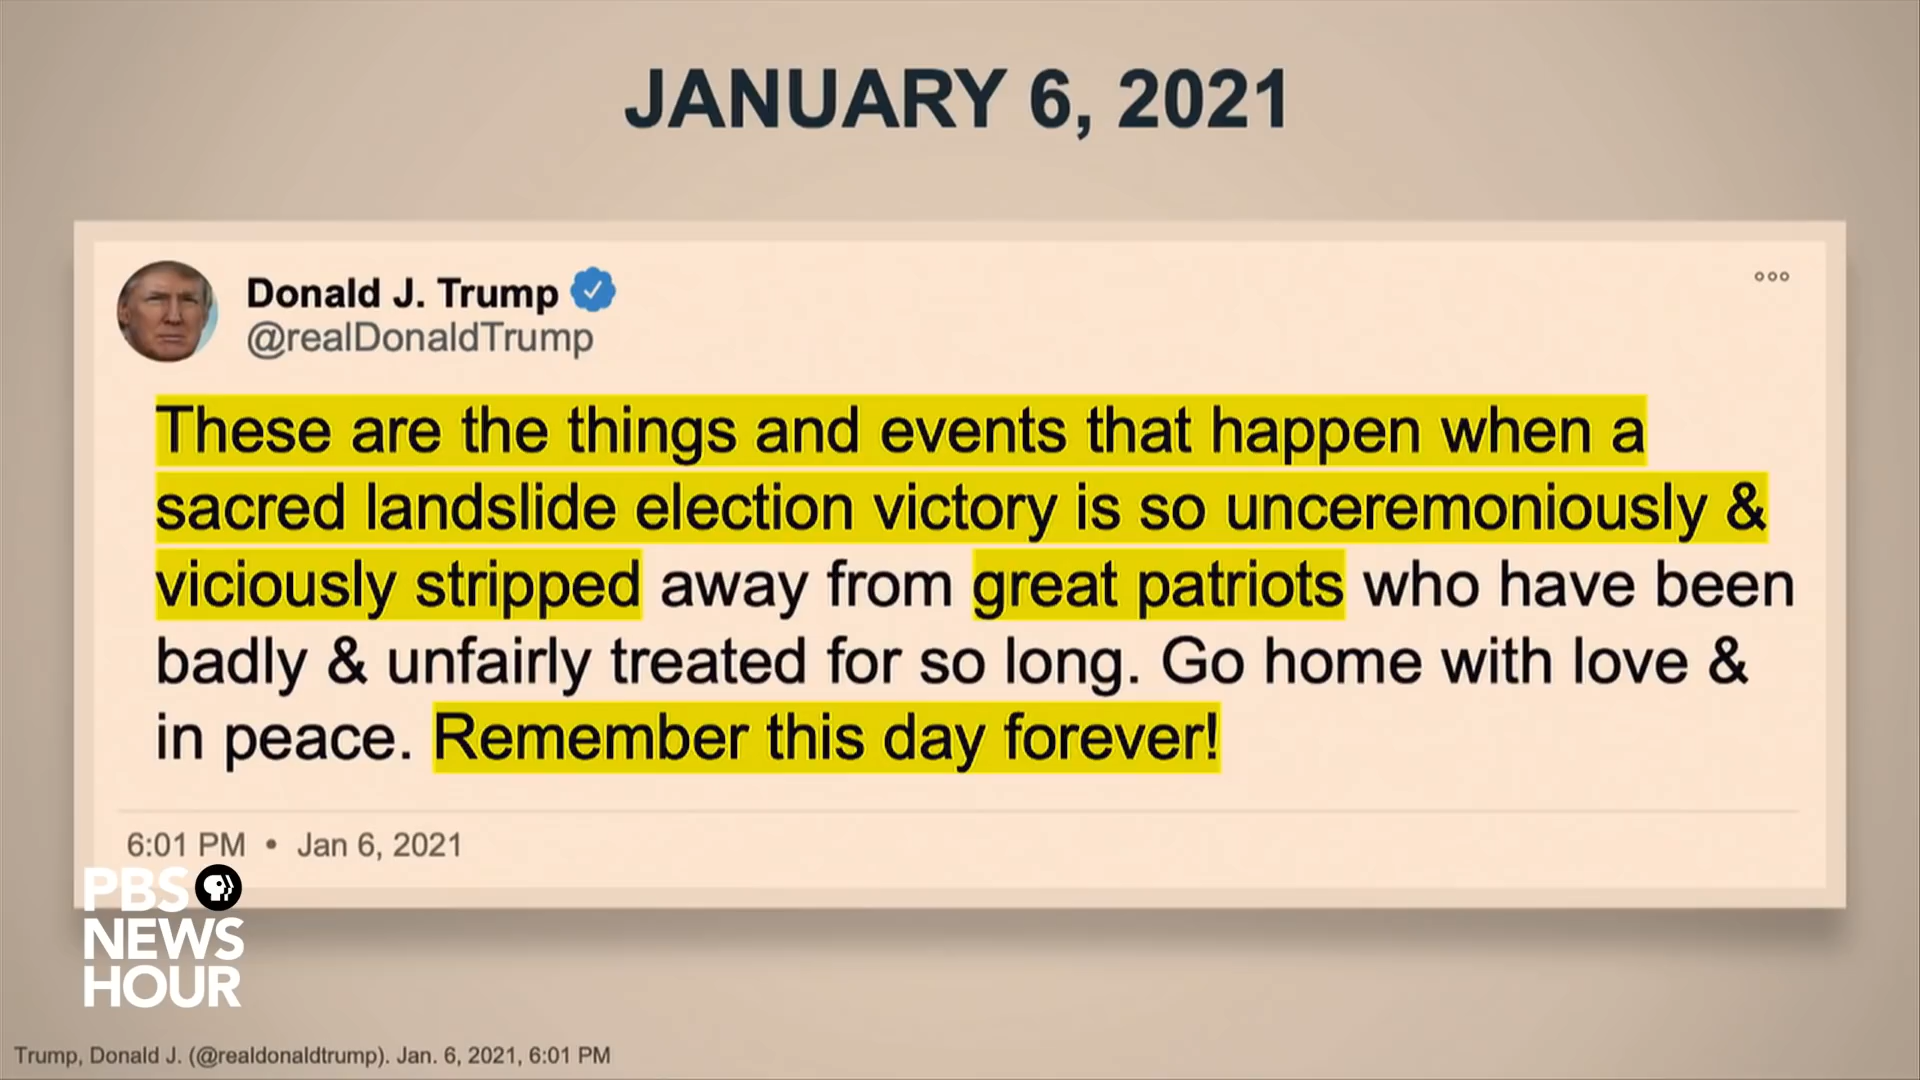 JANUARY 6, 2021
Donald J. Trump
@realDonaldTrump
These are the things and events that happen when a
sacred landslide election victory is so unceremoniously &
viciously stripped away from great patriots who have been
badly & unfairly treated for so long. Go home with love &
in peace. Remember this day forever!
6:01 PM • Jan 6, 2021
PBS
NEWS
HOUR
Trump, Donald J. (@realdonaldtrump). Jan. 6, 2021, 6:01 PM